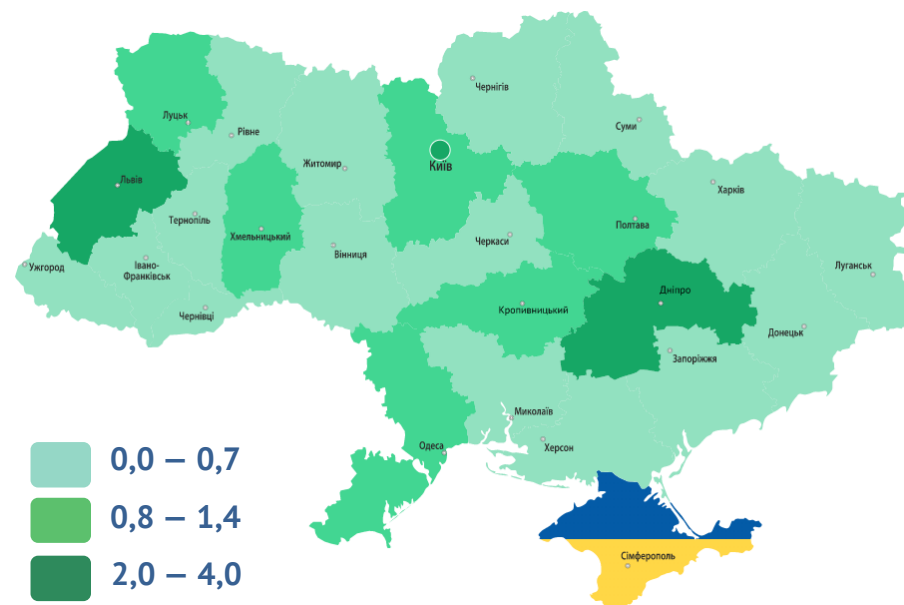 Чернігів
Луцьк
Суми
Рівне
Житомир
Київ
Львів
Харків
Тернопіль
Полтава
Хмельницький
Черкаси
Вінниця
Ужгород
Івано-
Франківськ
Луганськ
Дніпро
Кропивницький
Чернівці
Донецьк
Запоріжжя
Миколаїв
Одеса
Херсон
Сімферополь
0,0 – 0,7
0,8 – 1,4
2,0 – 4,0